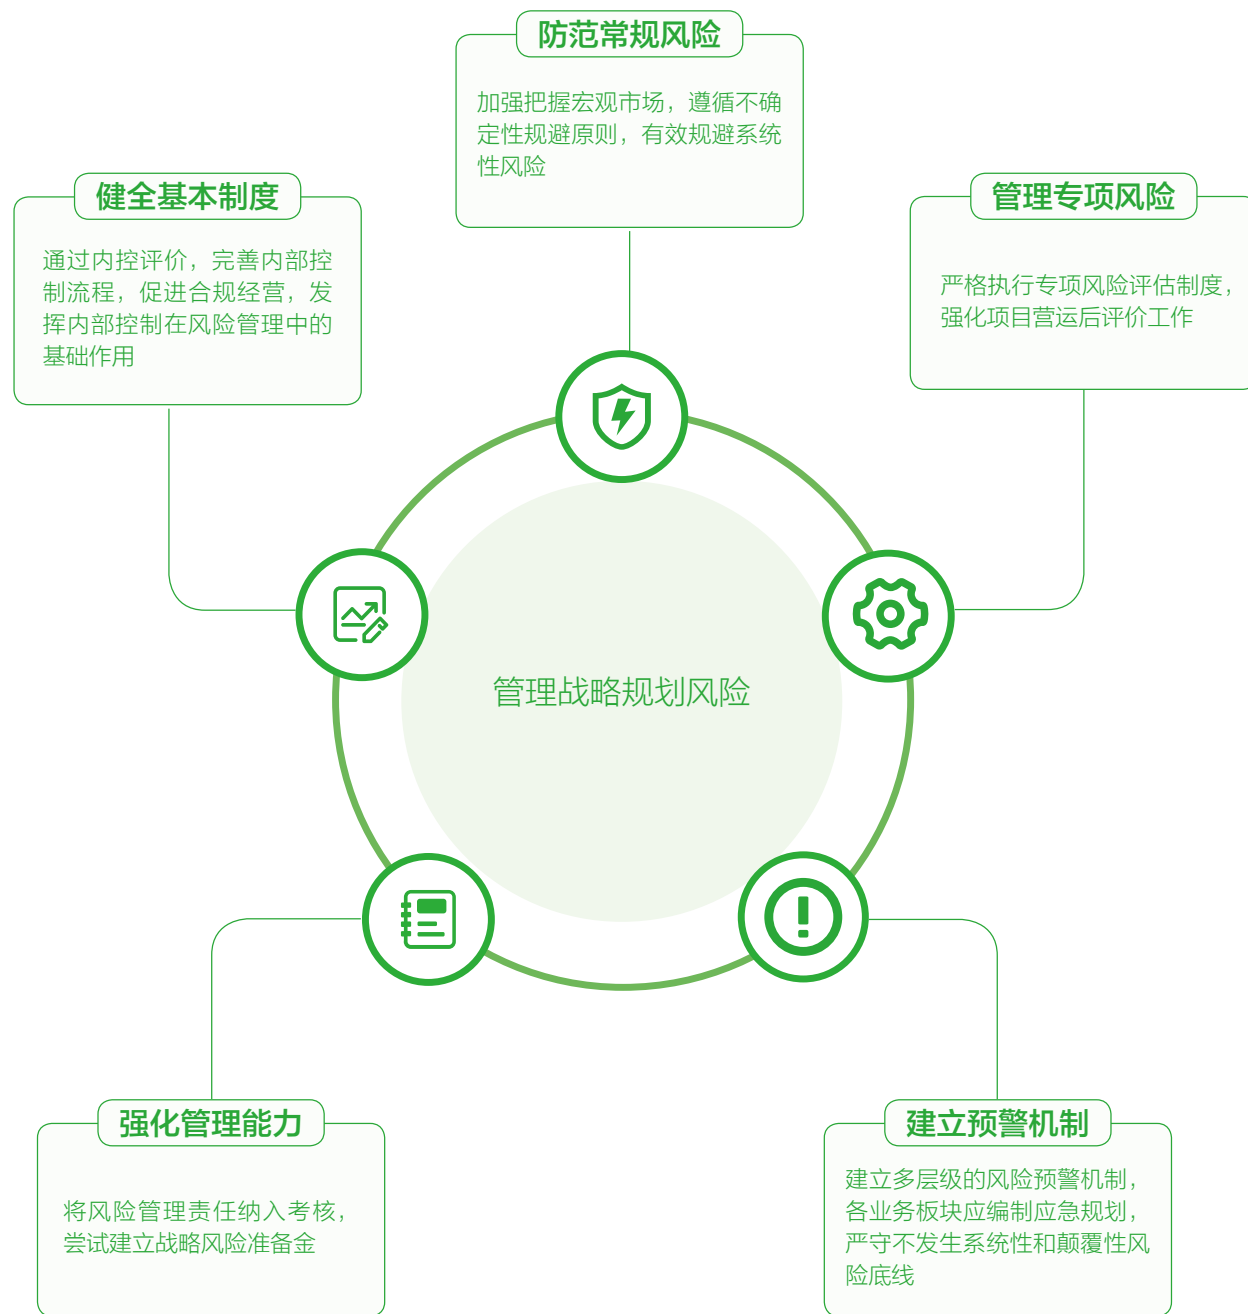 防范常规风险
加强把握宏观市场，遵循不确
定性规避原则，有效规避系统
性风险
健全基本制度
通过内控评价，完善内部控
制流程，促进合规经营，发
挥内部控制在风险管理中的
基础作用
管理专项风险
严格执行专项风险评估制度，
强化项目营运后评价工作
管理战略规划风险
强化管理能力
将风险管理责任纳入考核，
尝试建立战略风险准备金
建立预警机制
建立多层级的风险预警机制，
各业务板块应编制应急规划，
严守不发生系统性和颠覆性风
险底线